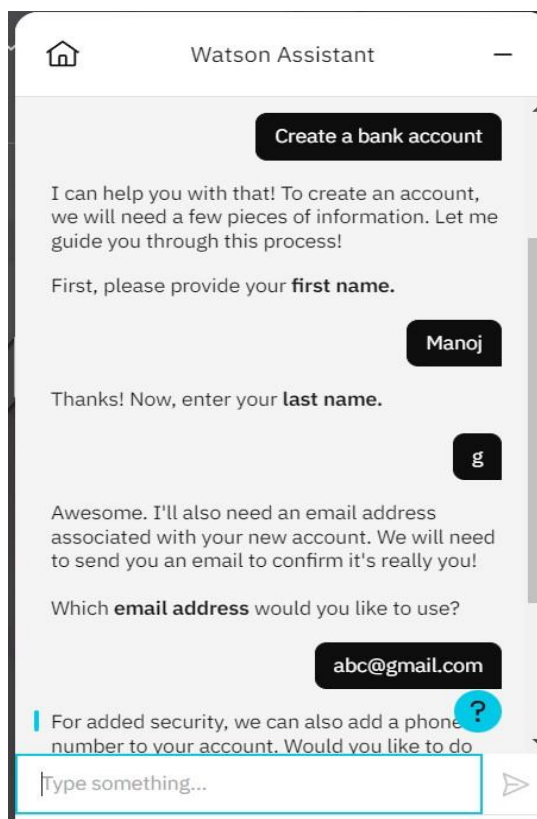 Watson Assistant
Create a bank account
I can help you with that! To create an account,
we will need a few pieces of information. Let me
guide you through this process!
First, please provide your first name.
Manoj
Thanks! Now, enter your last name.
g
Awesome. I'll also need an email address
associated with your new account. We will need
to send you an email to confirm it's really you!
Which email address would you like to use?
abc@gmail.com
?
For added security, we can also add a phone
number to your account. Would you like to do
Type something...